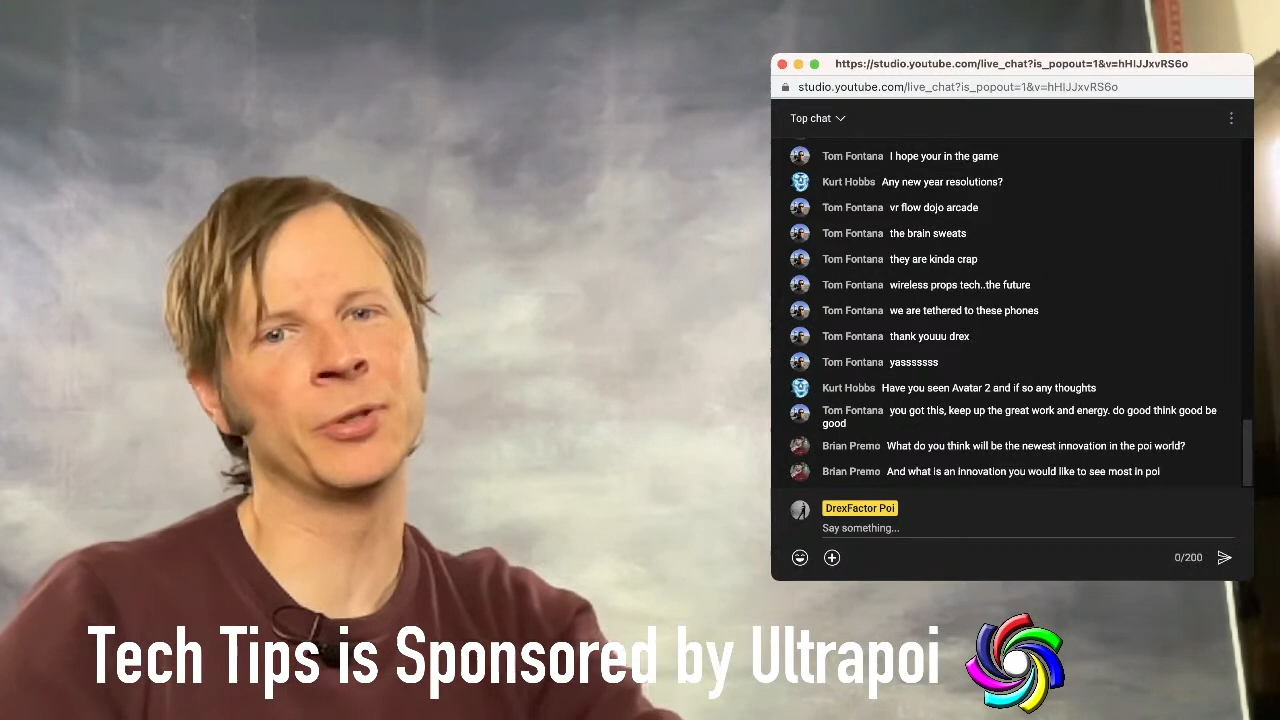 https://studio.youtube.com/live_chat?is_popout=1&v=hHIJJxvRS6o
studio.youtube.com/live_chat?is_popout=1&v=hHIJJxvRS6o
Top chat
Tom Fontana I hope your in the game
Kurt Hobbs Any new year resolutions?
Tom Fontana vr flow dojo arcade
Tom Fontana the brain sweats
Tom Fontana they are kinda crap
Tom Fontana wireless props tech..the future
Tom Fontana we are tethered to these phones
Tom Fontana thank youuu drex
Tom Fontana yasssssss
Kurt Hobbs Have you seen Avatar 2 and if so any thoughts
Tom Fontana you got this, keep up the great work and energy. do good think good be
good
Brian Premo What do you think will be the newest innovation in the poi world?
Brian Premo And what is an innovation you would like to see most in poi
DrexFactor Poi
Say something...
0/200
Tech Tips is Sponsored by Ultrapoi